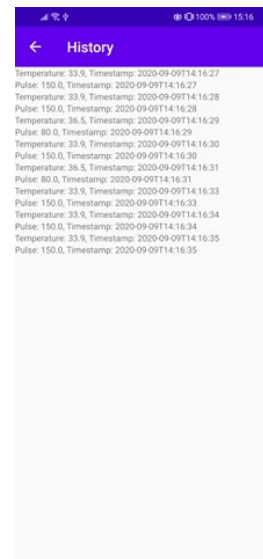 100% 15:16
History
Temperature: 33.9, Timestamp: 2020-09-09T14:16:27
Pulse: 150.0, Timestamp: 2020-09-09T14:16:27
Temperature: 33.9, Timestamp: 2020-09-09T14:16:28
Pulse: 150.0, Timestamp: 2020-09-09T14:16:28
Temperature: 36.5, Timestamp: 2020-09-09T14:16:29
Pulse: 80.0, Timestamp: 2020-09-09T14:16:29
Temperature: 33.9, Timestamp: 2020-09-09T14:16:30
Pulse: 150.0, Timestamp: 2020-09-09T14:16:30
Temperature: 36.5, Timestamp: 2020-09-09T14:16:31
Pulse: 80.0, Timestamp: 2020-09-09T14:16:31
Temperature: 33.9, Timestamp: 2020-09-09T14:16:33
Pulse: 150.0, Timestamp: 2020-09-09T14:16:33
Temperature: 33.9, Timestamp: 2020-09-09T14:16:34
Pulse: 150.0, Timestamp: 2020-09-09T14:16:34
Temperature: 33.9, Timestamp: 2020-09-09T14:16:35
Pulse: 150.0, Timestamp: 2020-09-09T14:16:35